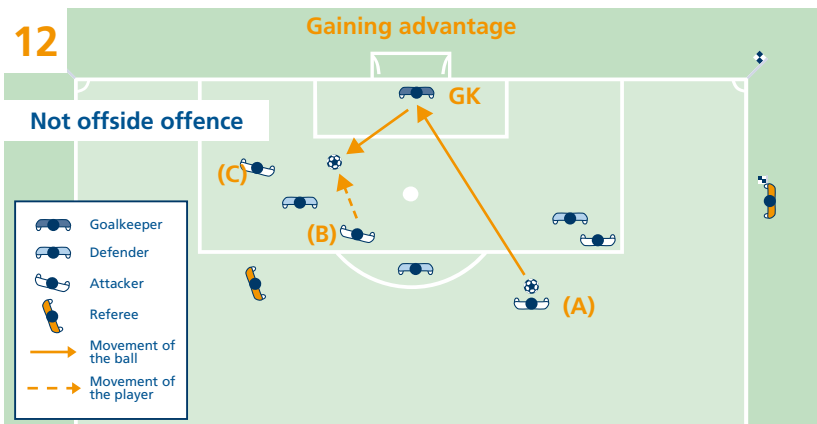 12
Gaining advantage
GK
Not offside offence
(C)
(B)
(A)
Goalkeeper
Defender
Attacker
Referee
Movement of
the ball
Movement of
the player